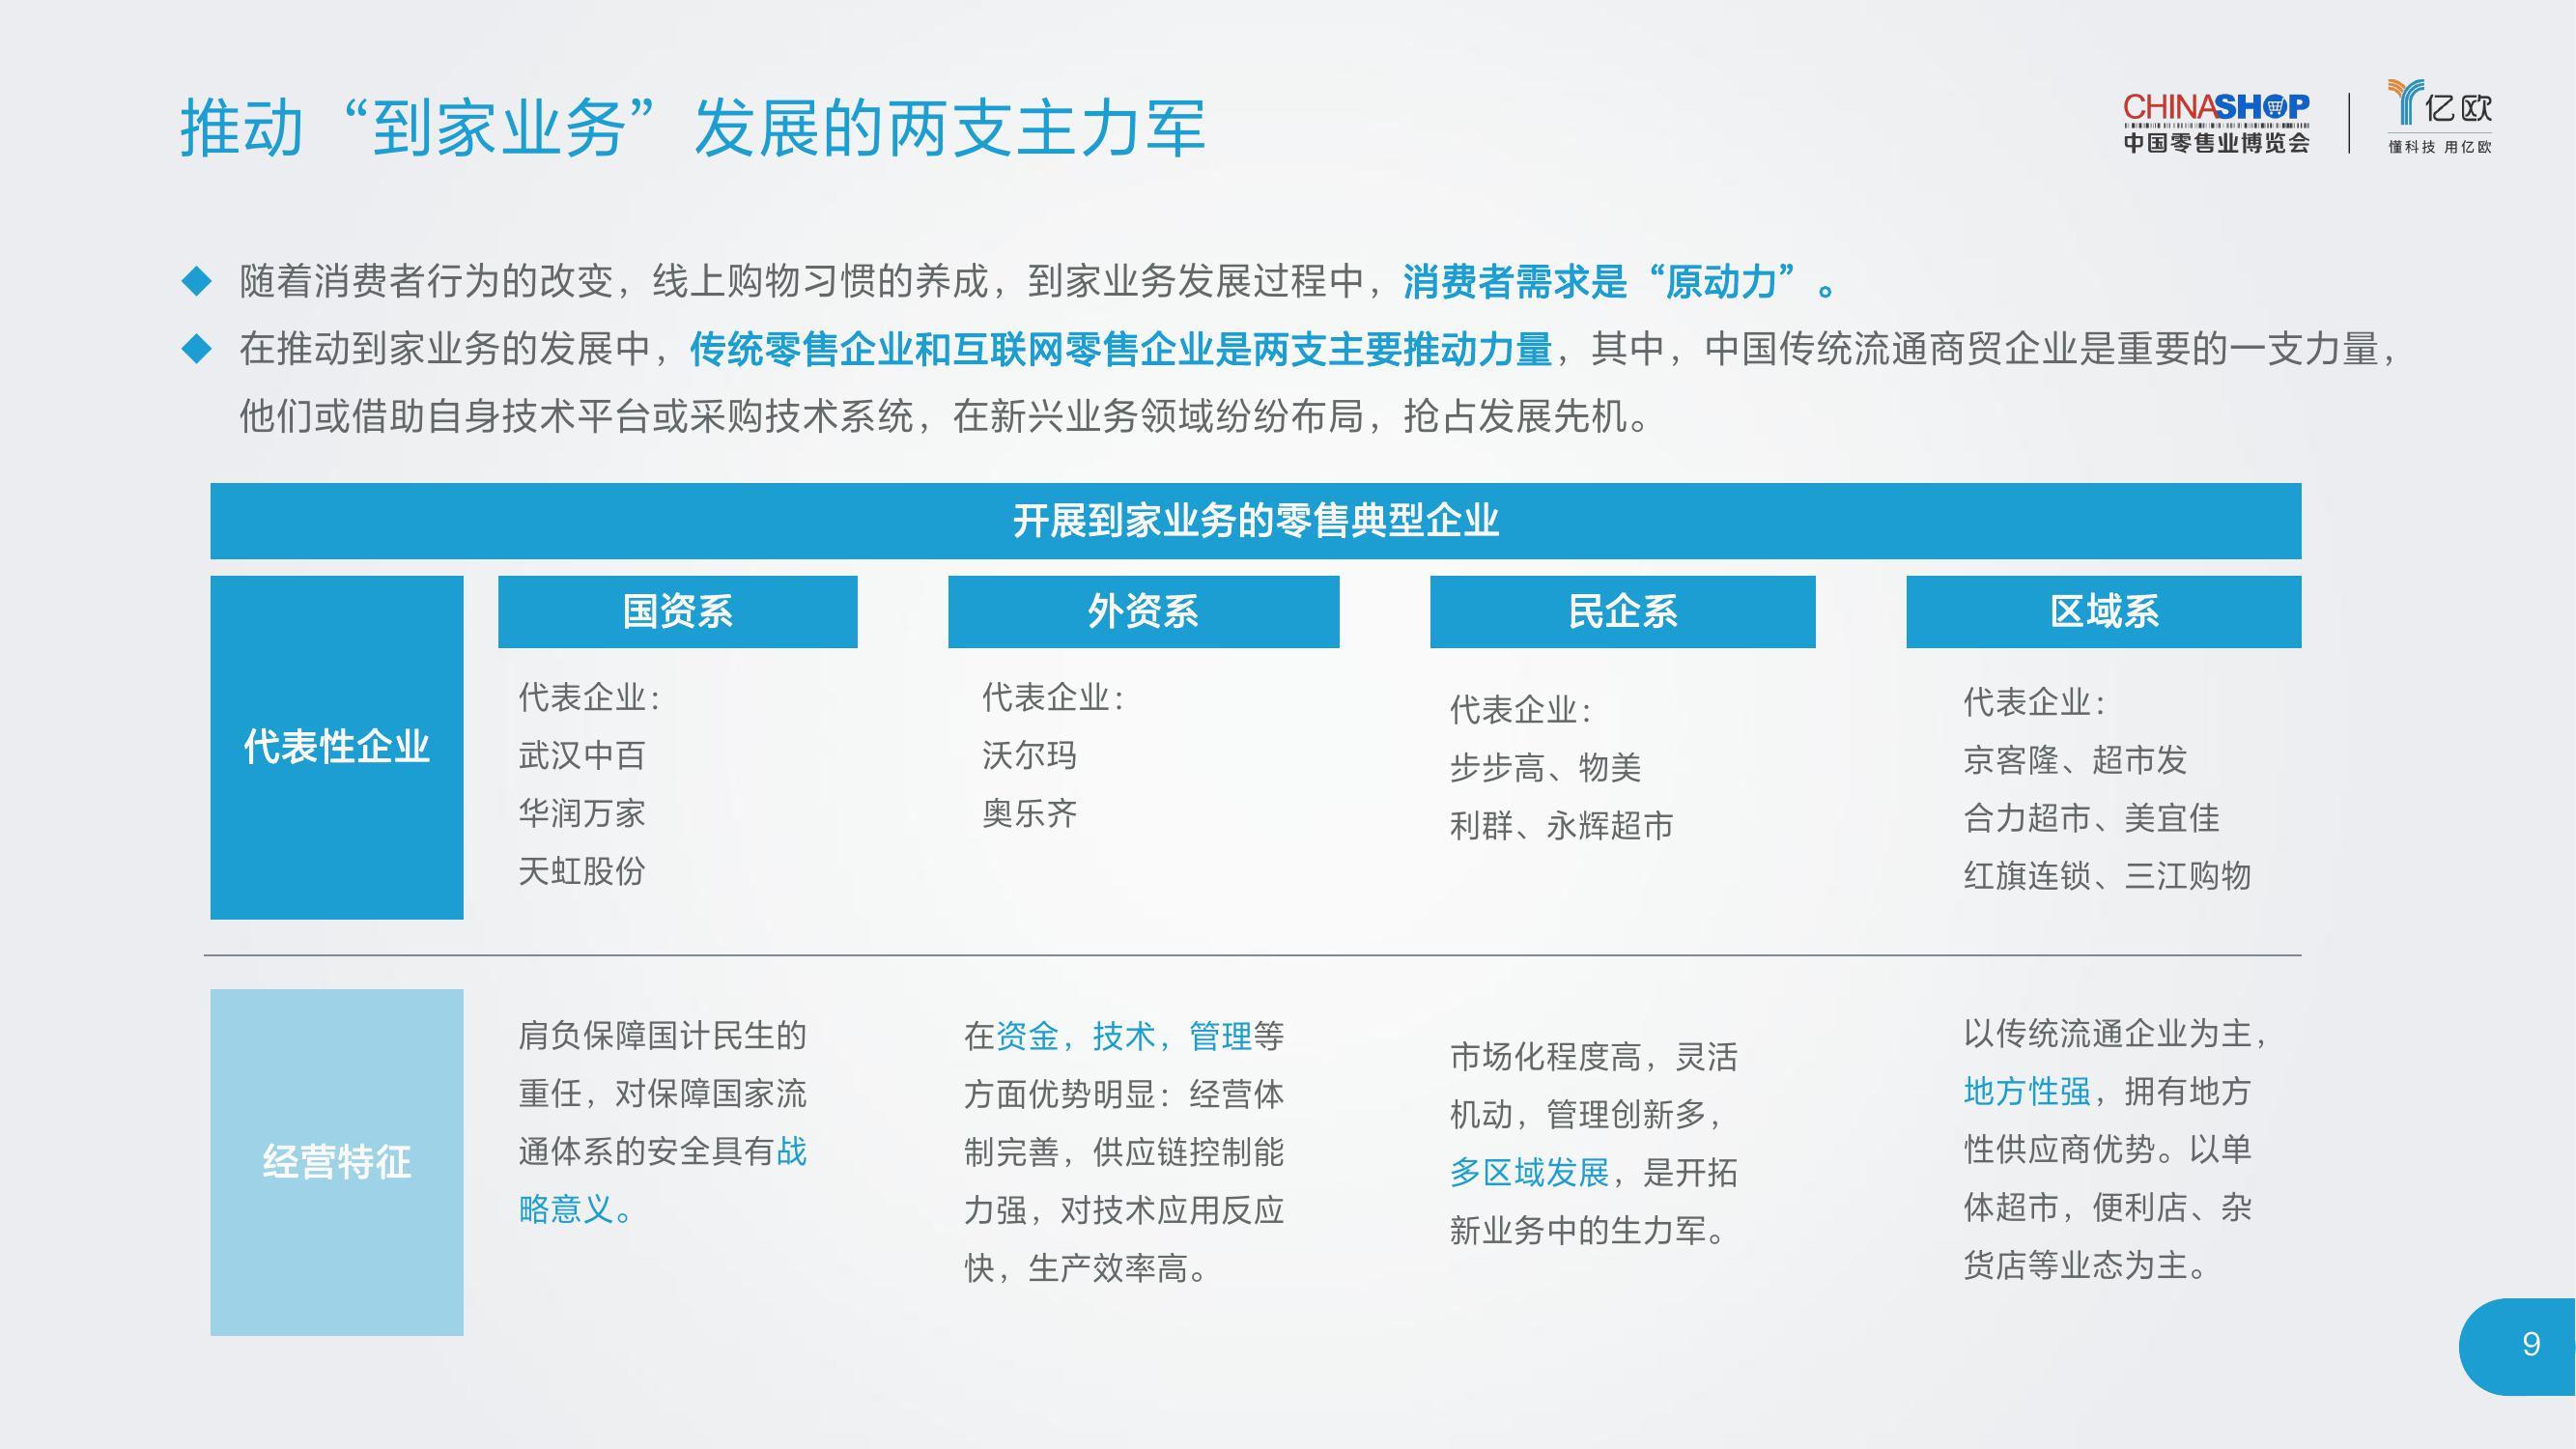 推动“到家业务”发展的两支主力军
CHINASHOP
中国零售业博览会
亿欧
懂科技 用亿欧
随着消费者行为的改变，线上购物习惯的养成，到家业务发展过程中，消费者需求是“原动力”。
在推动到家业务的发展中，传统零售企业和互联网零售企业是两支主要推动力量，其中，中国传统流通商贸企业是重要的一支力量，
他们或借助自身技术平台或采购技术系统，在新兴业务领域纷纷布局，抢占发展先机。
开展到家业务的零售典型企业
代表性企业
国资系
代表企业：
武汉中百
华润万家
天虹股份
外资系
代表企业：
沃尔玛
奥乐齐
民企系
代表企业：
步步高、物美
利群、永辉超市
区域系
代表企业：
京客隆、超市发
合力超市、美宜佳
红旗连锁、三江购物
经营特征
肩负保障国计民生的
重任，对保障国家流
通体系的安全具有战
略意义。
在资金，技术，管理等
方面优势明显：经营体
制完善，供应链控制能
力强，对技术应用反应
快，生产效率高。
市场化程度高，灵活
机动，管理创新多，
多区域发展，是开拓
新业务中的生力军。
以传统流通企业为主，
地方性强，拥有地方
性供应商优势。以单
体超市，便利店、杂
货店等业态为主。
9